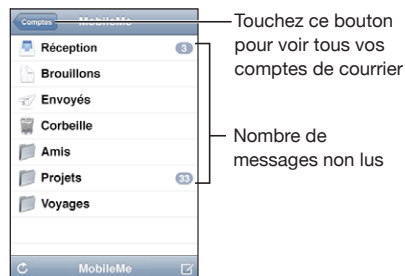 Comptes
MobileMe
Réception 3
Brouillons
Envoyés
Corbeille
Amis
Projets 33
Voyages
MobileMe
Touchez ce bouton
pour voir tous vos
comptes de courrier
Nombre de
messages non lus